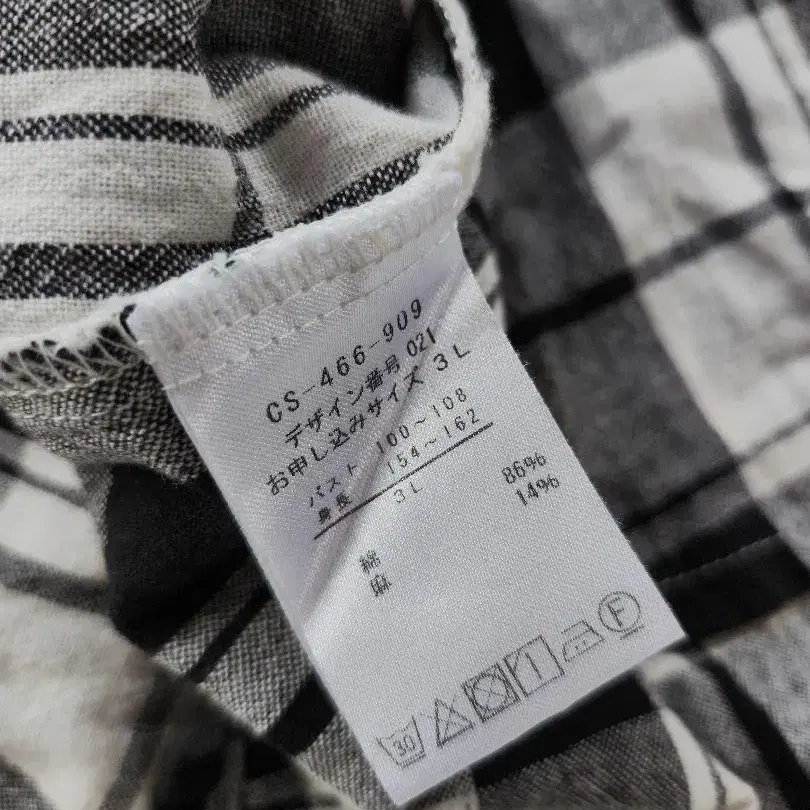 CS-466-909
デザイン番号 021
お申し込みサイズ 3L
バスト 100～108
身長 154～162
3L
綿 86%
麻 14%
30
F